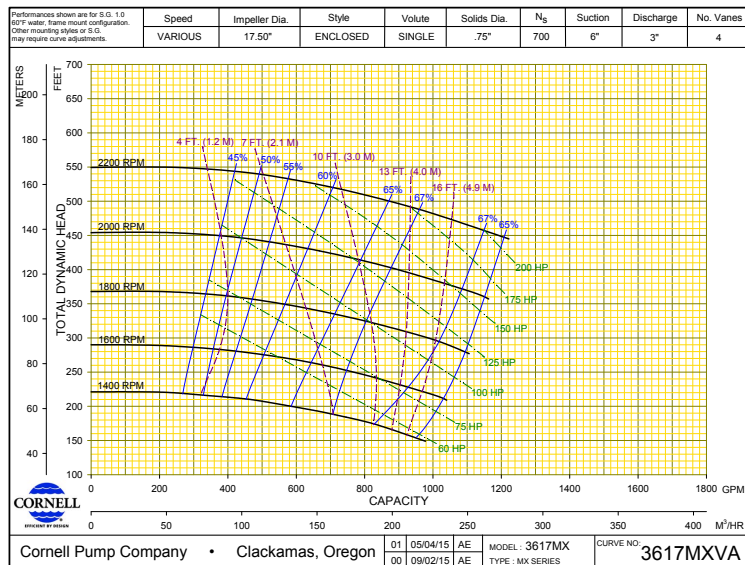 Performances shown are for S.G. 1.0
60°F water, frame mount configuration.
Other mounting styles or S.G.
may require curve adjustments.
Speed
Impeller Dia.
Style
Volute
Solids Dia.
NS
Suction
Discharge
No. Vanes
VARIOUS
17.50"
ENCLOSED
SINGLE
.75"
700
6"
3"
4
METERS
FEET
TOTAL DYNAMIC HEAD
200
180
160
140
120
100
80
60
40
700
650
600
550
500
450
400
350
300
250
200
150
100
4 FT. (1.2 M)
7 FT. (2.1 M)
10 FT. (3.0 M)
13 FT. (4.0 M)
16 FT. (4.9 M)
45%
50%
55%
60%
65%
67%
67%
65%
2200 RPM
2000 RPM
1800 RPM
1600 RPM
1400 RPM
200 HP
175 HP
150 HP
125 HP
100 HP
75 HP
60 HP
0 200 400 600 800 1000 1200 1400 1600 1800 GPM
CAPACITY
0 50 100 150 200 250 300 350 400 M³/HR
CORNELL
EFFICIENT BY DESIGN
Cornell Pump Company • Clackamas, Oregon
01 05/04/15 AE
00 09/02/15 AE
MODEL : 3617MX
TYPE : MX SERIES
CURVE NO:
3617MXVA